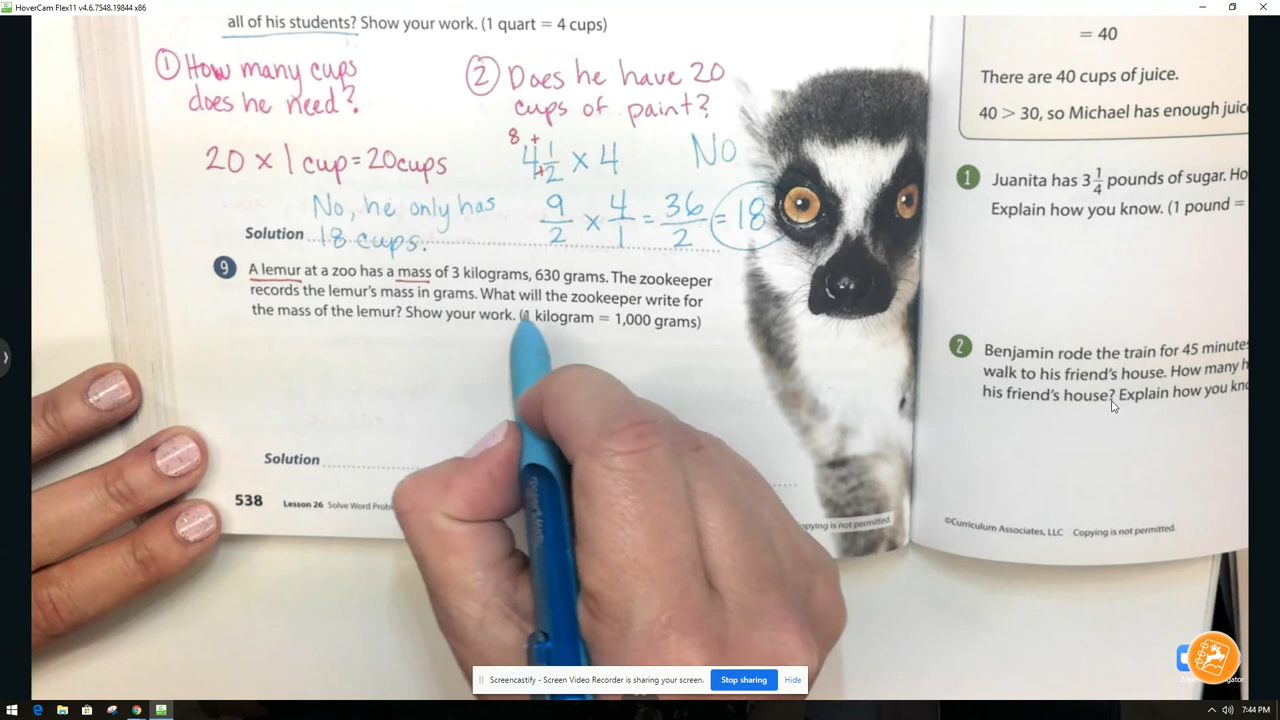 HoverCam Flex11 v4.6.7548.19844 x86
all of his students? Show your work. (1 quart = 4 cups)
① How many cups
does he need?
② Does he have 20
cups of paint?
20 × 1 cup = 20 cups
8 +
4 1/2 × 4
No
No, he only has
9/2 × 4/1 = 36/2 = 18
Solution 18 cups.
9 A lemur at a zoo has a mass of 3 kilograms, 630 grams. The zookeeper
records the lemur's mass in grams. What will the zookeeper write for
the mass of the lemur? Show your work. (1 kilogram = 1,000 grams)
Solution
538 Lesson 26 Solve Word
opying is not permitted.
= 40
There are 40 cups of juice.
40 > 30, so Michael has enough
1 Juanita has 3 1/4 pounds of sugar.
Explain how you know. (1 pound =
2 Benjamin rode the train for 45
walk to his friend's house. How many
his friend's house? Explain how you
©Curriculum Associates, LLC Copying is not permitted.
Screencastify - Screen Video Recorder is sharing your screen.
Stop sharing
Hide
7:44 PM